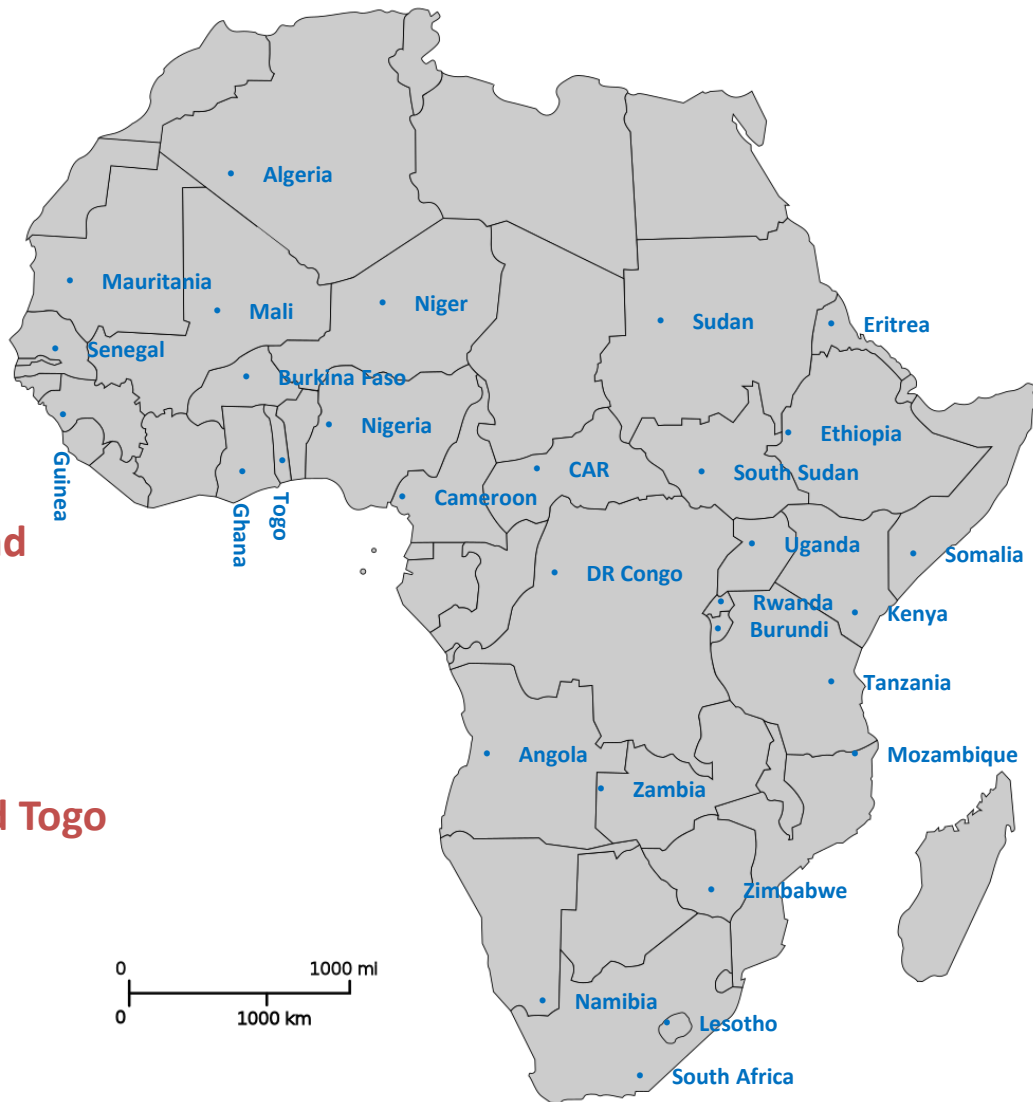 Algeria
Mauritania
Mali
Niger
Sudan
Eritrea
Senegal
Burkina Faso
Nigeria
Ethiopia
Guinea
Ghana
Togo
Cameroon
CAR
South Sudan
nd
DR Congo
Uganda
Somalia
Rwanda
Kenya
Burundi
Tanzania
Angola
Mozambique
Zambia
d Togo
Zimbabwe
0 1000 ml
0 1000 km
Namibia
Lesotho
South Africa